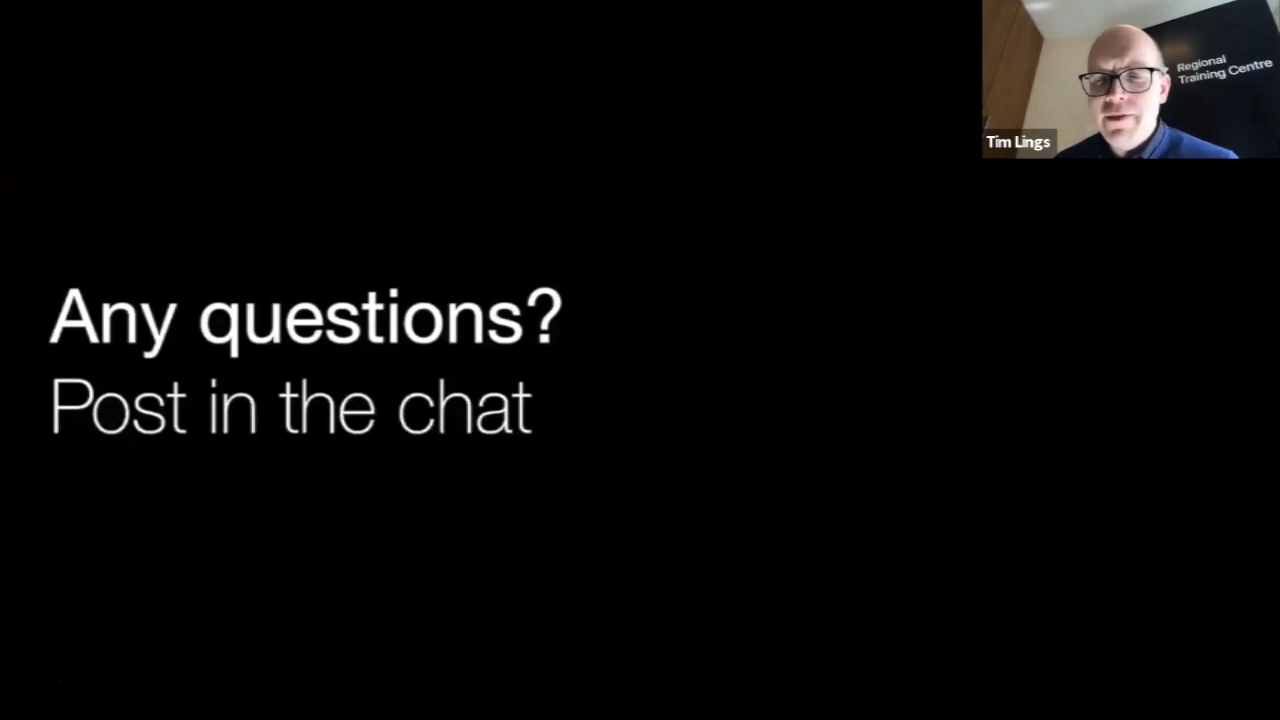 Any questions?
Post in the chat
Tim Lings
Regional
Training Centre